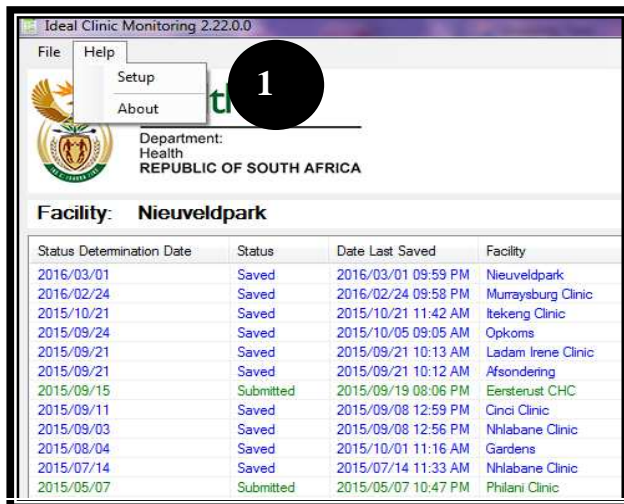 Ideal Clinic Monitoring 2.22.0.0
File Help
Setup
About
1
Department:
Health
REPUBLIC OF SOUTH AFRICA
Facility: Nieuveldpark
Status Determination Date Status Date Last Saved Facility
2016/03/01 Saved 2016/03/01 09:59 PM Nieuveldpark
2016/02/24 Saved 2016/02/24 09:58 PM Murraysburg Clinic
2015/10/21 Saved 2015/10/21 11:42 AM Itekeng Clinic
2015/09/24 Saved 2015/10/05 09:05 AM Opkoms
2015/09/21 Saved 2015/09/21 10:13 AM Ladam Irene Clinic
2015/09/21 Saved 2015/09/21 10:12 AM Afsondering
2015/09/15 Submitted 2015/09/19 08:06 PM Eersterust CHC
2015/09/11 Saved 2015/09/08 12:59 PM Cinci Clinic
2015/09/03 Saved 2015/09/08 12:56 PM Nhlabane Clinic
2015/08/04 Saved 2015/10/01 11:16 AM Gardens
2015/07/14 Saved 2015/07/14 11:33 AM Nhlabane Clinic
2015/05/07 Submitted 2015/05/07 10:47 PM Philani Clinic